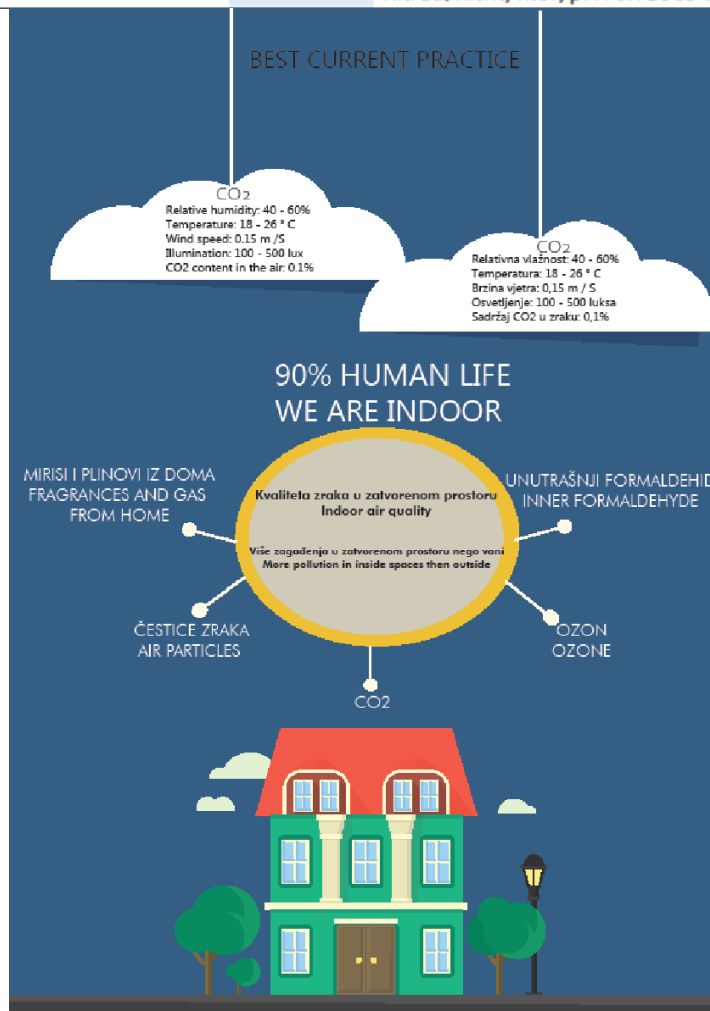 BEST CURRENT PRACTICE
CO2
Relative humidity: 40 - 60%
Temperature: 18 - 26 ° C
Wind speed: 0.15 m /S
Illumination: 100 - 500 lux
CO2 content in the air: 0.1%
CO2
Relativna vlažnost: 40 - 60%
Temperatura: 18 - 26 ° C
Brzina vjetra: 0,15 m / S
Osvetljenje: 100 - 500 luksa
Sadržaj CO2 u zraku: 0,1%
90% HUMAN LIFE
WE ARE INDOOR
MIRISI I PLINOVI IZ DOMA
FRAGRANCES AND GAS
FROM HOME
Kvaliteta zraka u zatvorenom prostoru
Indoor air quality
Više zagađenja u zatvorenom prostoru nego vani
More pollution in inside spaces then outside
UNUTRAŠNJI FORMALDEHID
INNER FORMALDEHYDE
ČESTICE ZRAKA
AIR PARTICLES
OZON
OZONE
CO2